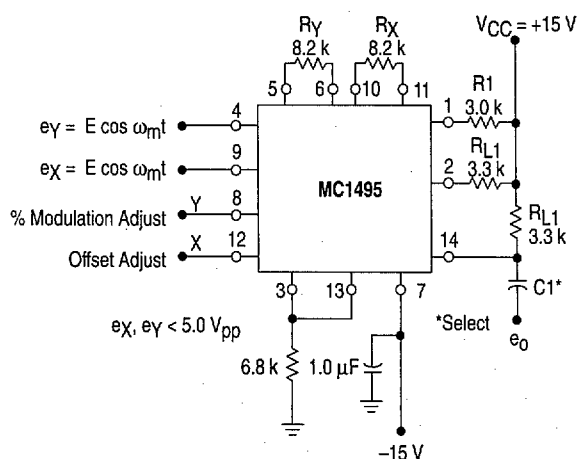 RY
8.2 k
RX
8.2 k
VCC = +15 V
5
6
10
11
4
eY = E cos ωmt
9
eX = E cos ωmt
% Modulation Adjust
Y
8
Offset Adjust
X
12
MC1495
1
R1
3.0 k
2
RL1
3.3 k
RL1
3.3 k
14
C1*
*Select
eo
3
13
7
eX, eY < 5.0 Vpp
6.8 k
1.0 µF
–15 V